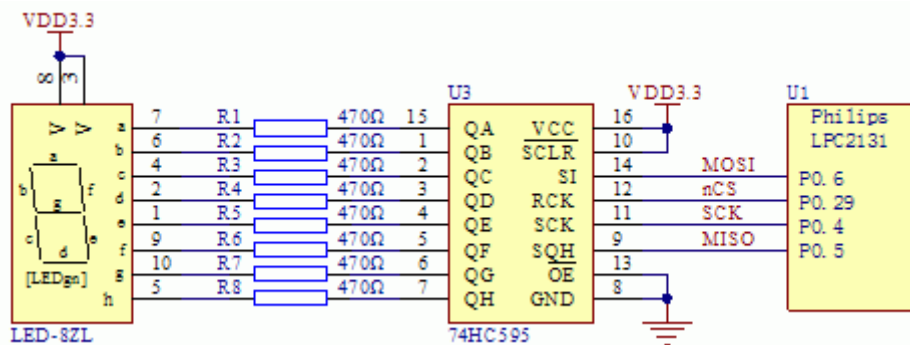 VDD3.3
8 3
V V
a
b
c
d
e
f
g
h
a
b f
g
c e
d
[LEDgn]
LED-8ZL
7 R1 470Ω 15
6 R2 470Ω 1
4 R3 470Ω 2
2 R4 470Ω 3
1 R5 470Ω 4
9 R6 470Ω 5
10 R7 470Ω 6
5 R8 470Ω 7
U3
QA VCC 16
QB SCLR 10
QC SI 14
QD RCK 12
QE SCK 11
QF SQH 9
QG OE 13
QH GND 8
74HC595
VDD3.3
MOSI
nCS
SCK
MISO
U1
Philips
LPC2131
P0.6
P0.29
P0.4
P0.5